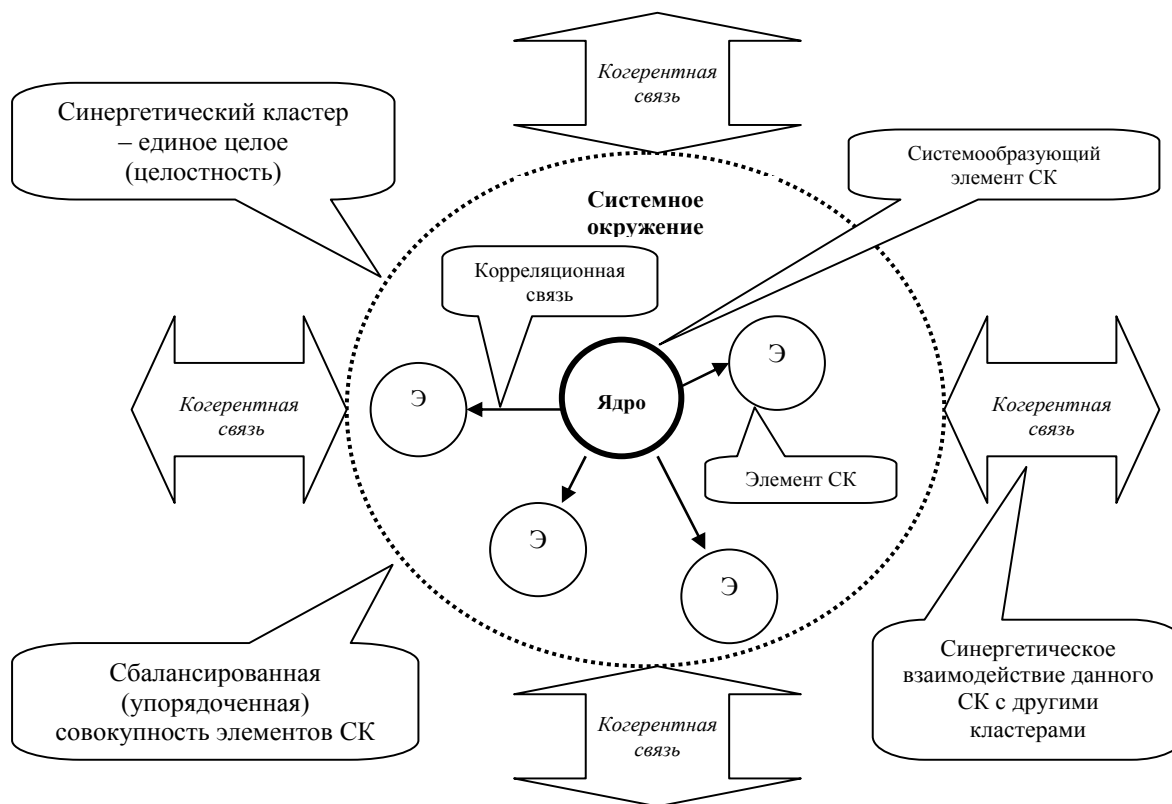 Когерентная
связь
Синергетический кластер
– единое целое
(целостность)
Системообразующий
элемент СК
Системное
окружение
Корреляционная
связь
Э
Э
Ядро
Когерентная
связь
Когерентная
связь
Элемент СК
Э
Э
Сбалансированная
(упорядоченная)
совокупность элементов СК
Синергетическое
взаимодействие данного
СК с другими
кластерами
Когерентная
связь